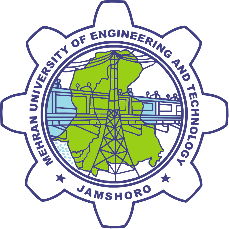 MEHRAN UNIVERSITY OF ENGINEERING AND TECHNOLOGY
JAMSHORO